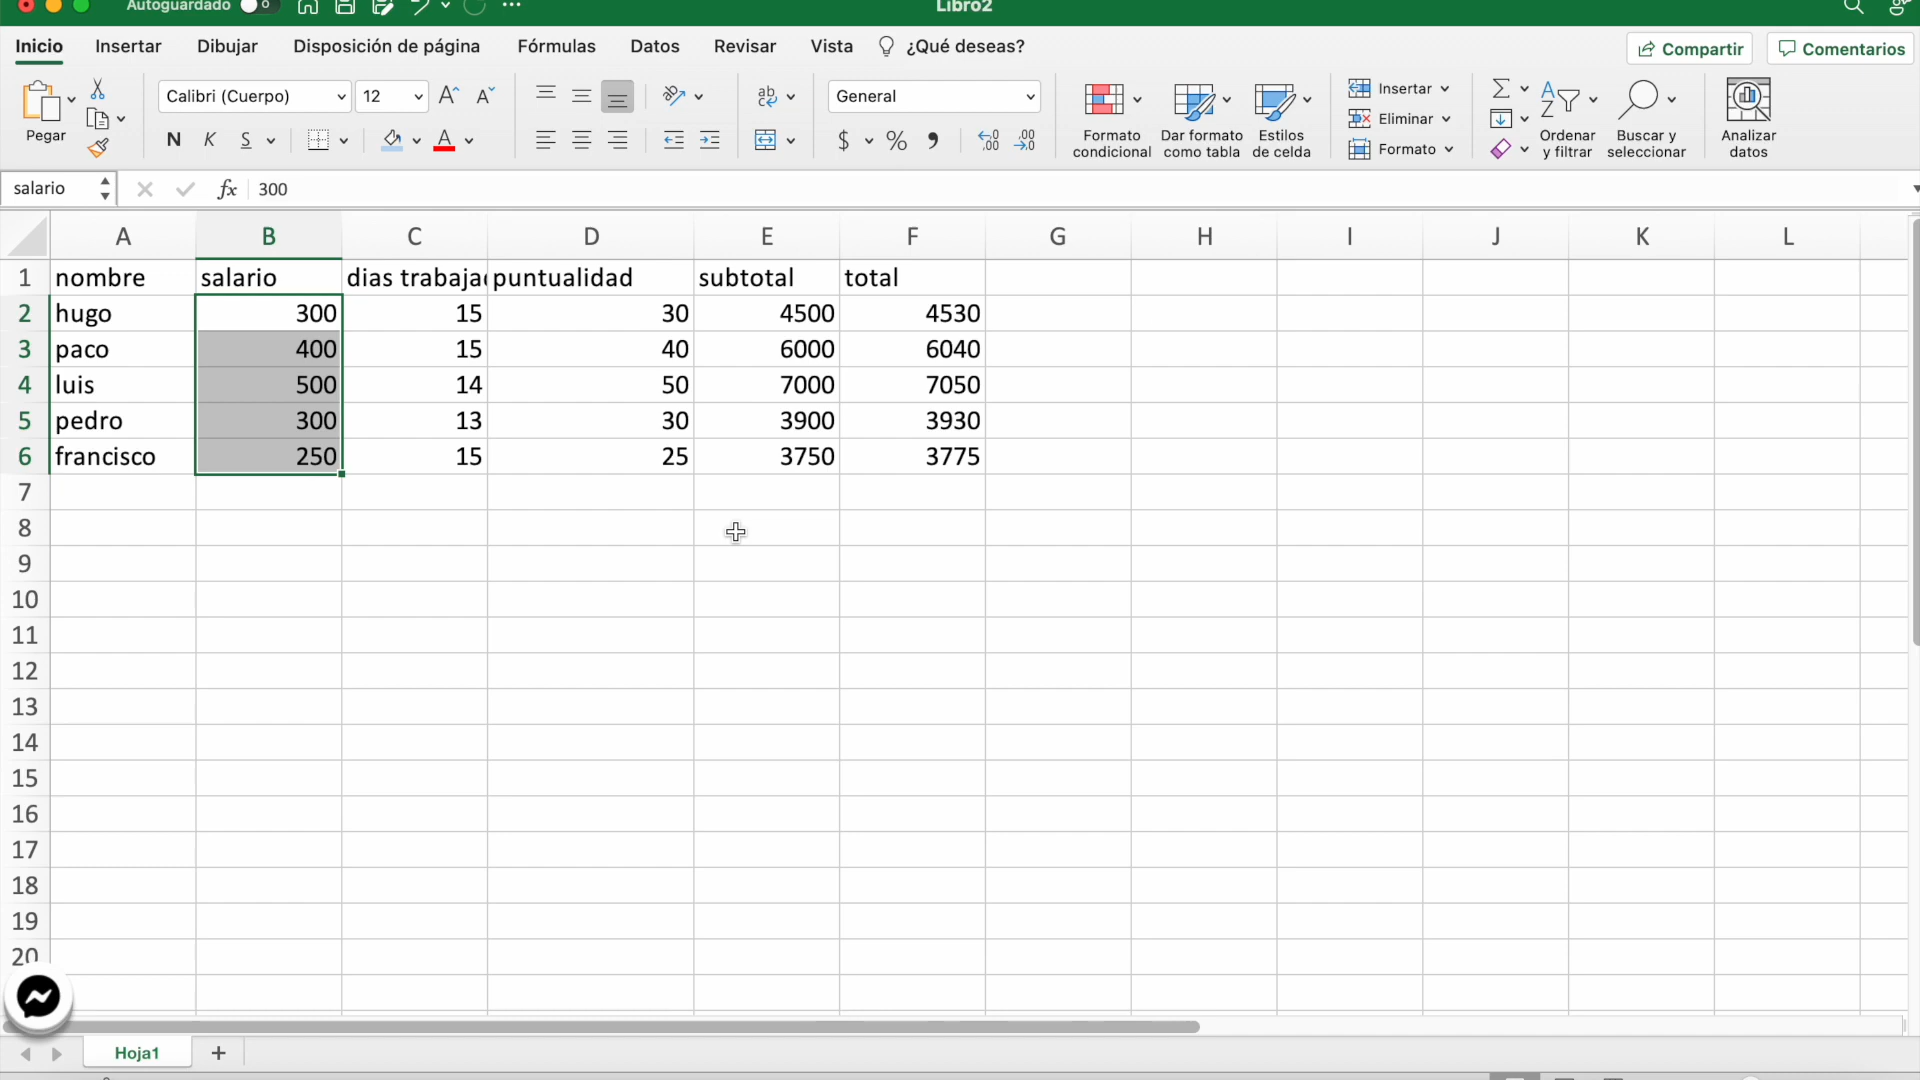 Autoguardado
Libro2
Inicio Insertar Dibujar Disposición de página Fórmulas Datos Revisar Vista ¿Qué deseas? Compartir Comentarios
Pegar
Calibri (Cuerpo) 12
N K S
General
$ % 000
Formato condicional
Dar formato como tabla
Estilos de celda
Insertar
Eliminar
Formato
Ordenar y filtrar
Buscar y seleccionar
Analizar datos
salario fx 300
A B C D E F G H I J K L
1 nombre salario dias trabajad puntualidad subtotal total
2 hugo 300 15 30 4500 4530
3 paco 400 15 40 6000 6040
4 luis 500 14 50 7000 7050
5 pedro 300 13 30 3900 3930
6 francisco 250 15 25 3750 3775
7
8
9
10
11
12
13
14
15
16
17
18
19
20
Hoja1 +